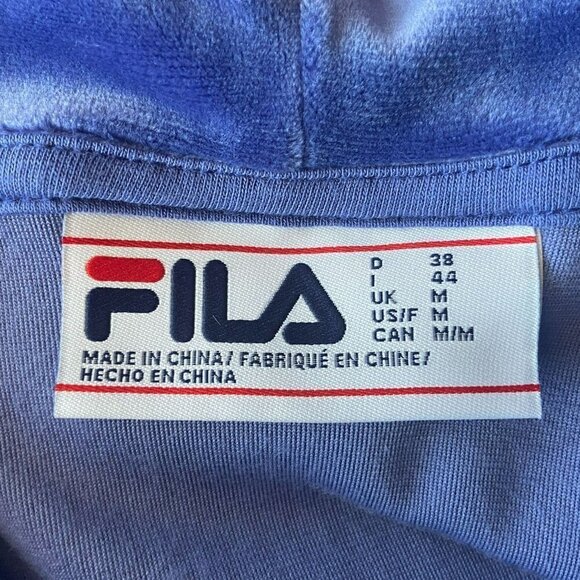 FILA
D 38
I 44
UK M
US/F M
CAN M/M
MADE IN CHINA/ FABRIQUÉ EN CHINE/
HECHO EN CHINA